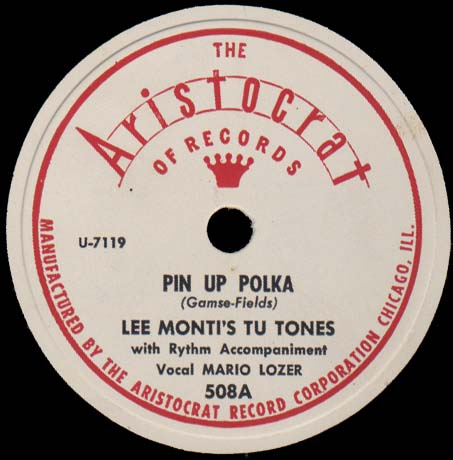 THE
Aristocrat
OF RECORDS
U-7119
PIN UP POLKA
(Gamse-Fields)
LEE MONTI'S TU TONES
with Rythm Accompaniment
Vocal MARIO LOZER
508A
MANUFACTURED BY THE ARISTOCRAT RECORD CORPORATION CHICAGO, ILL.